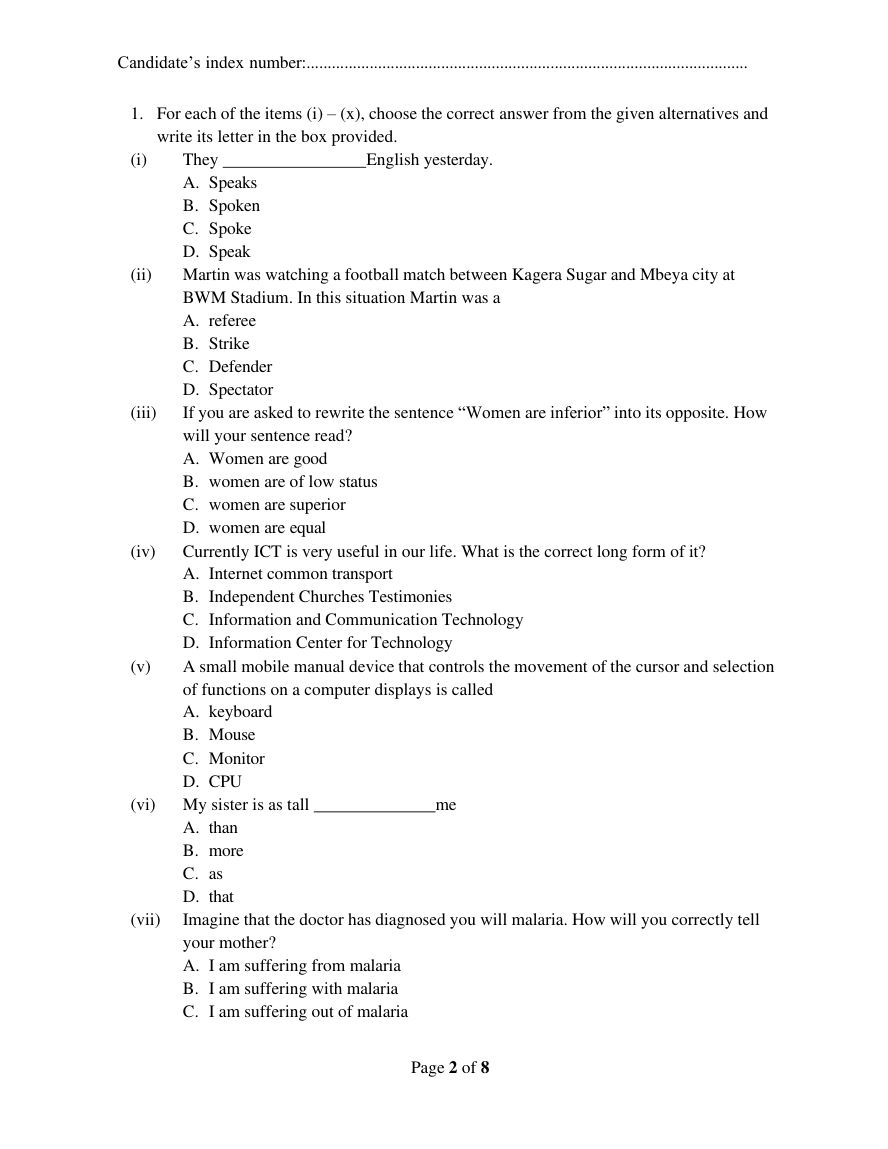 Candidate’s index number:.........................................................................................................
1. For each of the items (i) – (x), choose the correct answer from the given alternatives and
write its letter in the box provided.
(i) They ________________English yesterday.
A. Speaks
B. Spoken
C. Spoke
D. Speak
(ii) Martin was watching a football match between Kagera Sugar and Mbeya city at
BWM Stadium. In this situation Martin was a
A. referee
B. Strike
C. Defender
D. Spectator
(iii) If you are asked to rewrite the sentence “Women are inferior” into its opposite. How
will your sentence read?
A. Women are good
B. women are of low status
C. women are superior
D. women are equal
(iv) Currently ICT is very useful in our life. What is the correct long form of it?
A. Internet common transport
B. Independent Churches Testimonies
C. Information and Communication Technology
D. Information Center for Technology
(v) A small mobile manual device that controls the movement of the cursor and selection
of functions on a computer displays is called
A. keyboard
B. Mouse
C. Monitor
D. CPU
(vi) My sister is as tall ______________me
A. than
B. more
C. as
D. that
(vii) Imagine that the doctor has diagnosed you will malaria. How will you correctly tell
your mother?
A. I am suffering from malaria
B. I am suffering with malaria
C. I am suffering out of malaria
Page 2 of 8